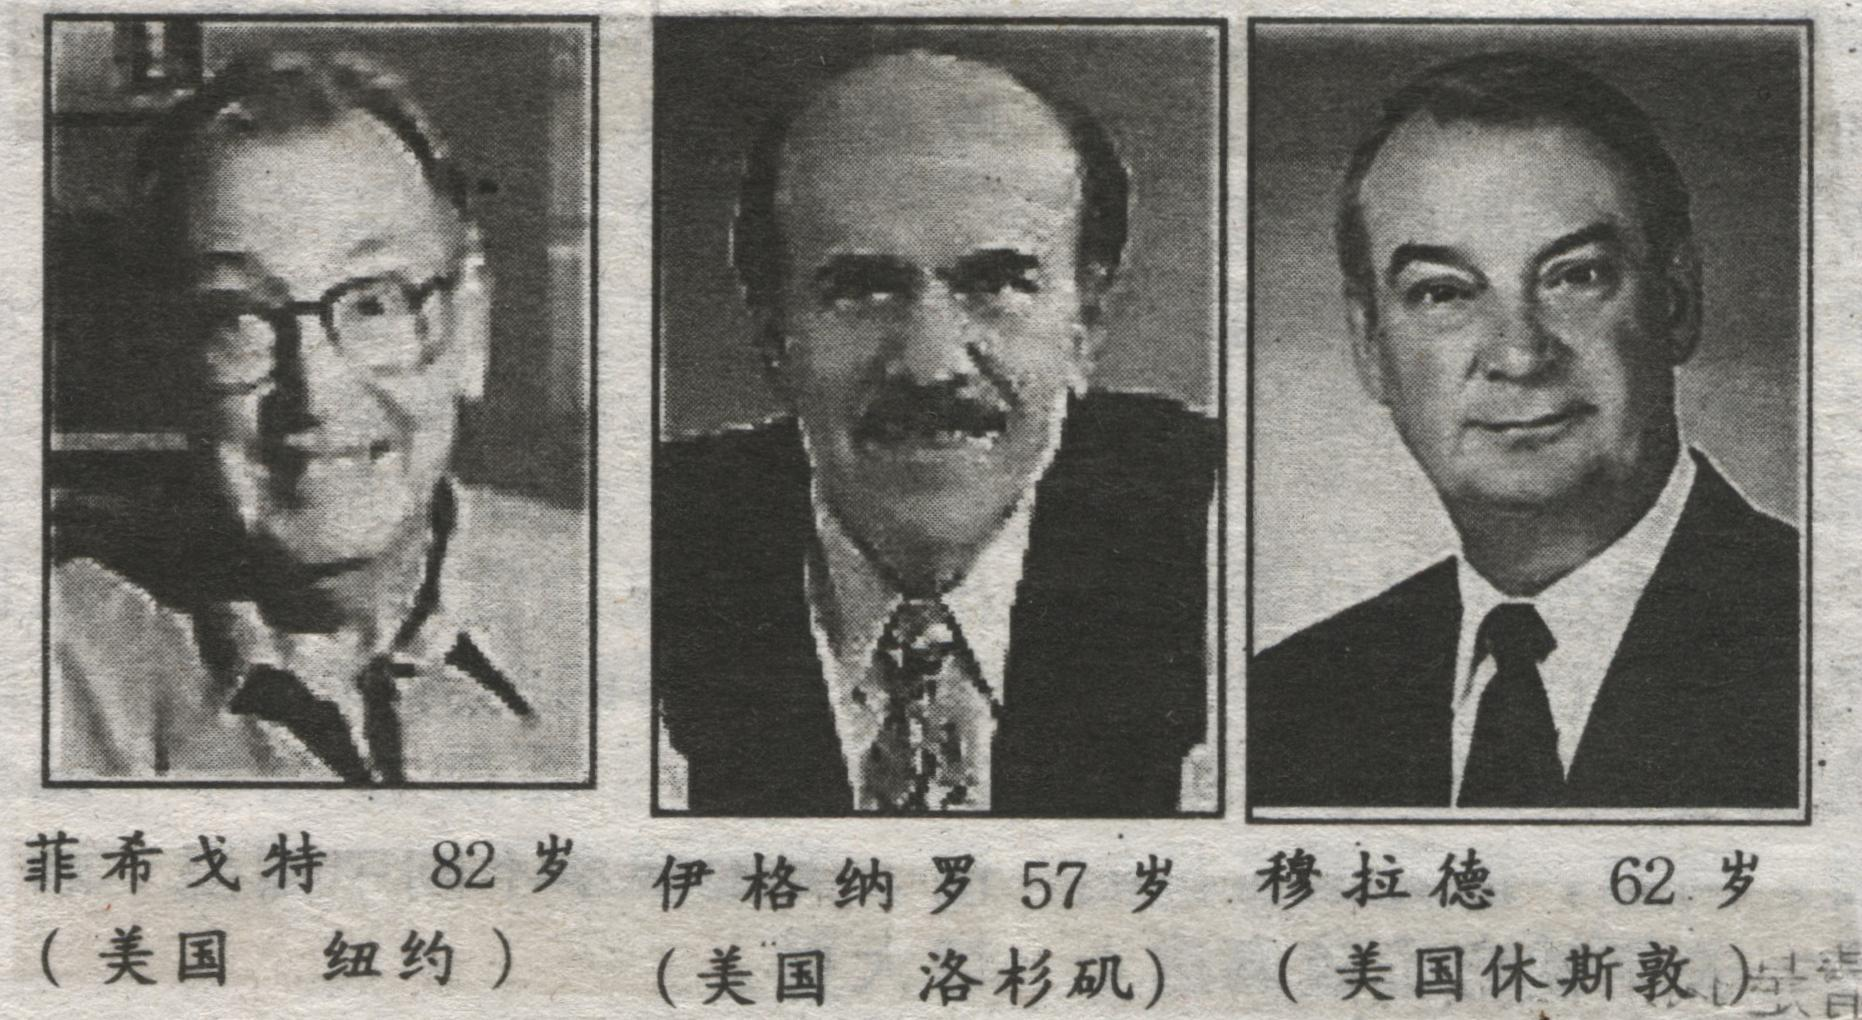 菲希戈特 82岁
(美国 纽约)
伊格纳罗 57岁
(美国 洛杉矶)
穆拉德 62岁
(美国休斯敦)